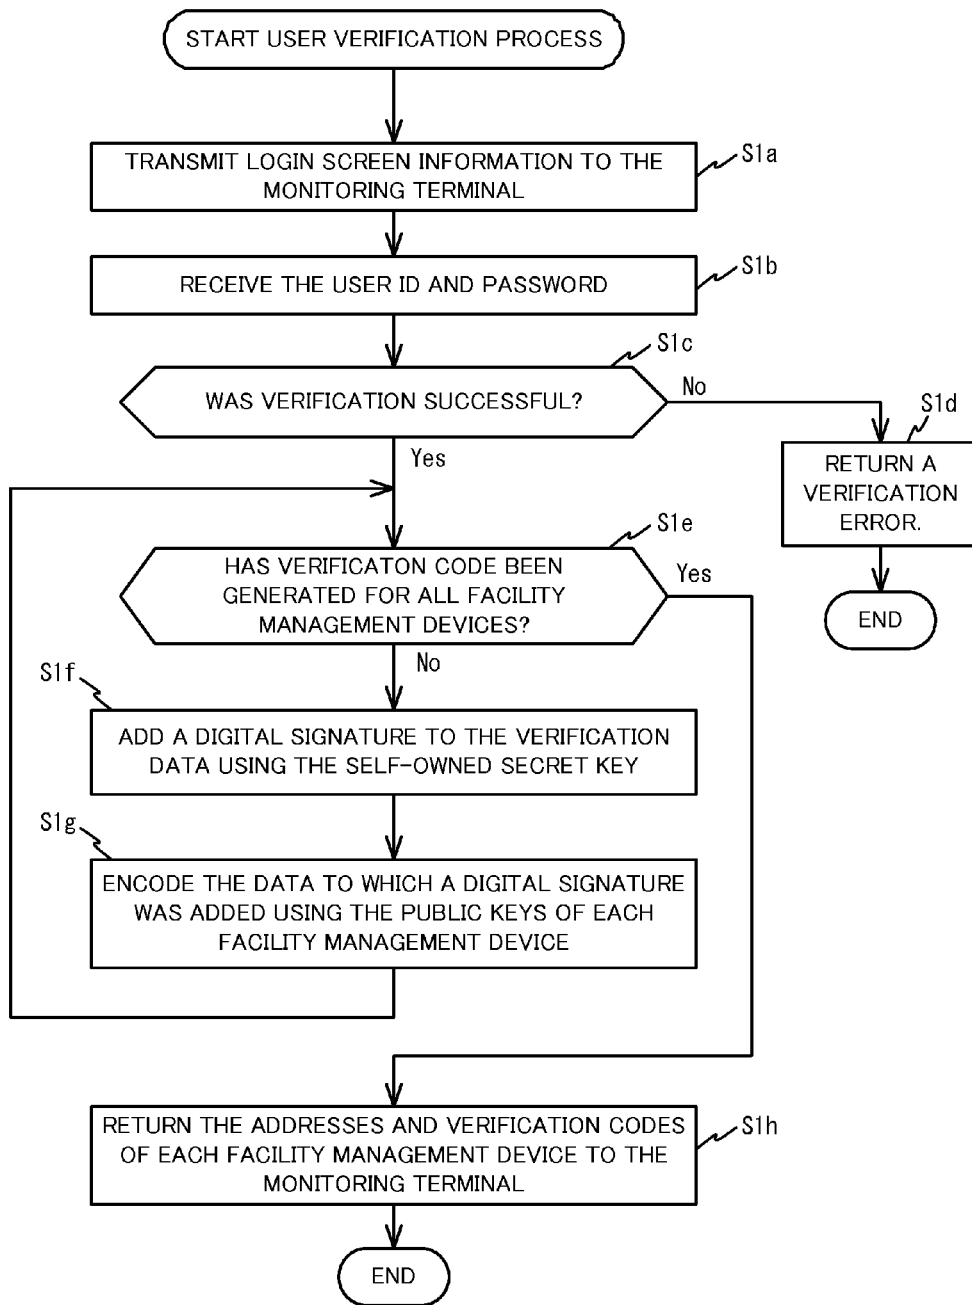 START USER VERIFICATION PROCESS
S1a
TRANSMIT LOGIN SCREEN INFORMATION TO THE
MONITORING TERMINAL
S1b
RECEIVE THE USER ID AND PASSWORD
S1c
WAS VERIFICATION SUCCESSFUL?
No
S1d
RETURN A
VERIFICATION
ERROR.
END
Yes
S1e
HAS VERIFICATON CODE BEEN
GENERATED FOR ALL FACILITY
MANAGEMENT DEVICES?
Yes
No
S1f
ADD A DIGITAL SIGNATURE TO THE VERIFICATION
DATA USING THE SELF-OWNED SECRET KEY
S1g
ENCODE THE DATA TO WHICH A DIGITAL SIGNATURE
WAS ADDED USING THE PUBLIC KEYS OF EACH
FACILITY MANAGEMENT DEVICE
S1h
RETURN THE ADDRESSES AND VERIFICATION CODES
OF EACH FACILITY MANAGEMENT DEVICE TO THE
MONITORING TERMINAL
END